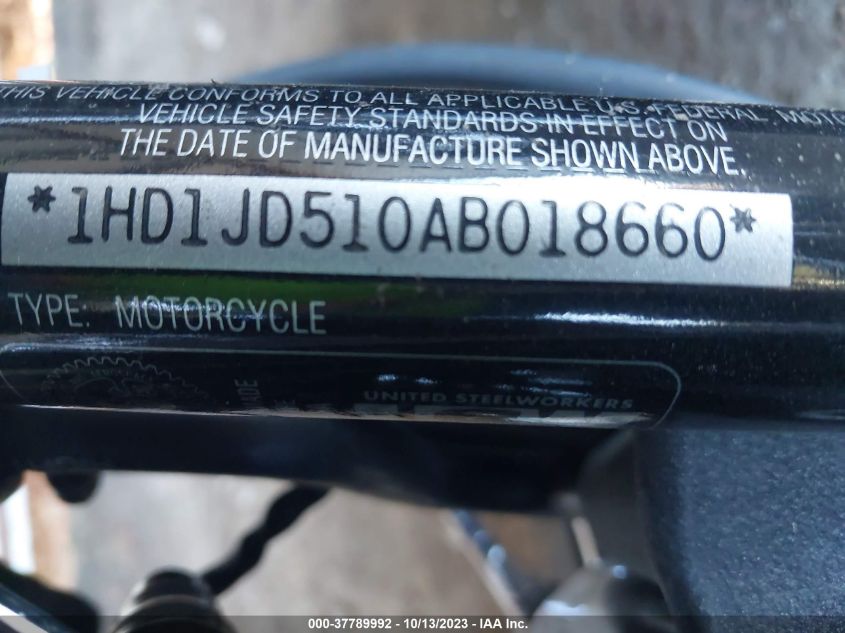 THIS VEHICLE CONFORMS TO ALL APPLICABLE U.S. FEDERAL MOTO
VEHICLE SAFETY STANDARDS IN EFFECT ON
THE DATE OF MANUFACTURE SHOWN ABOVE.
*1HD1JD510AB018660*
TYPE: MOTORCYCLE
UNITED STEELWORKERS
000-37789992 - 10/13/2023 - IAA Inc.